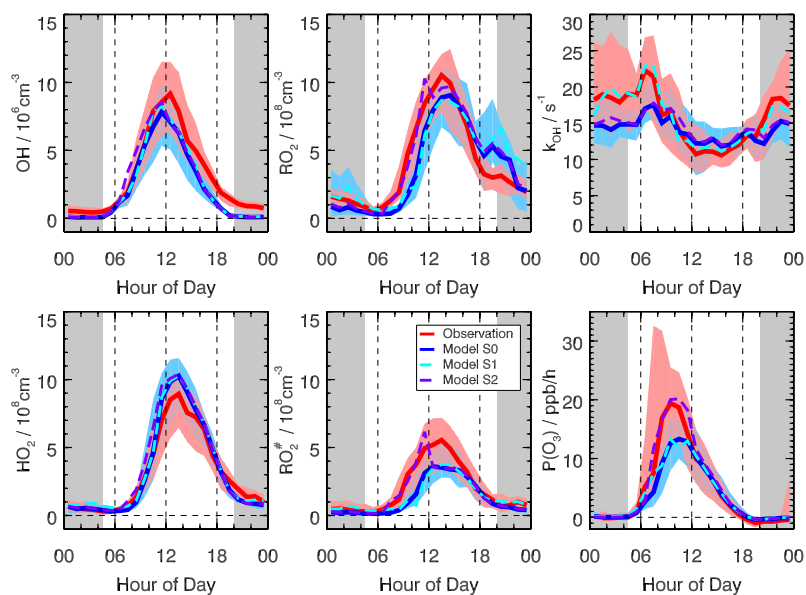 15
10
5
0
OH / 10⁶cm⁻³
00 06 12 18 00
Hour of Day
15
10
5
0
RO₂ / 10⁸cm⁻³
00 06 12 18 00
Hour of Day
30
25
20
15
10
5
0
k_OH / s⁻¹
00 06 12 18 00
Hour of Day
15
10
5
0
HO₂ / 10⁸cm⁻³
00 06 12 18 00
Hour of Day
15
10
5
0
RO₂^# / 10⁸cm⁻³
Observation
Model S0
Model S1
Model S2
00 06 12 18 00
Hour of Day
30
20
10
0
P(O₃) / ppb/h
00 06 12 18 00
Hour of Day